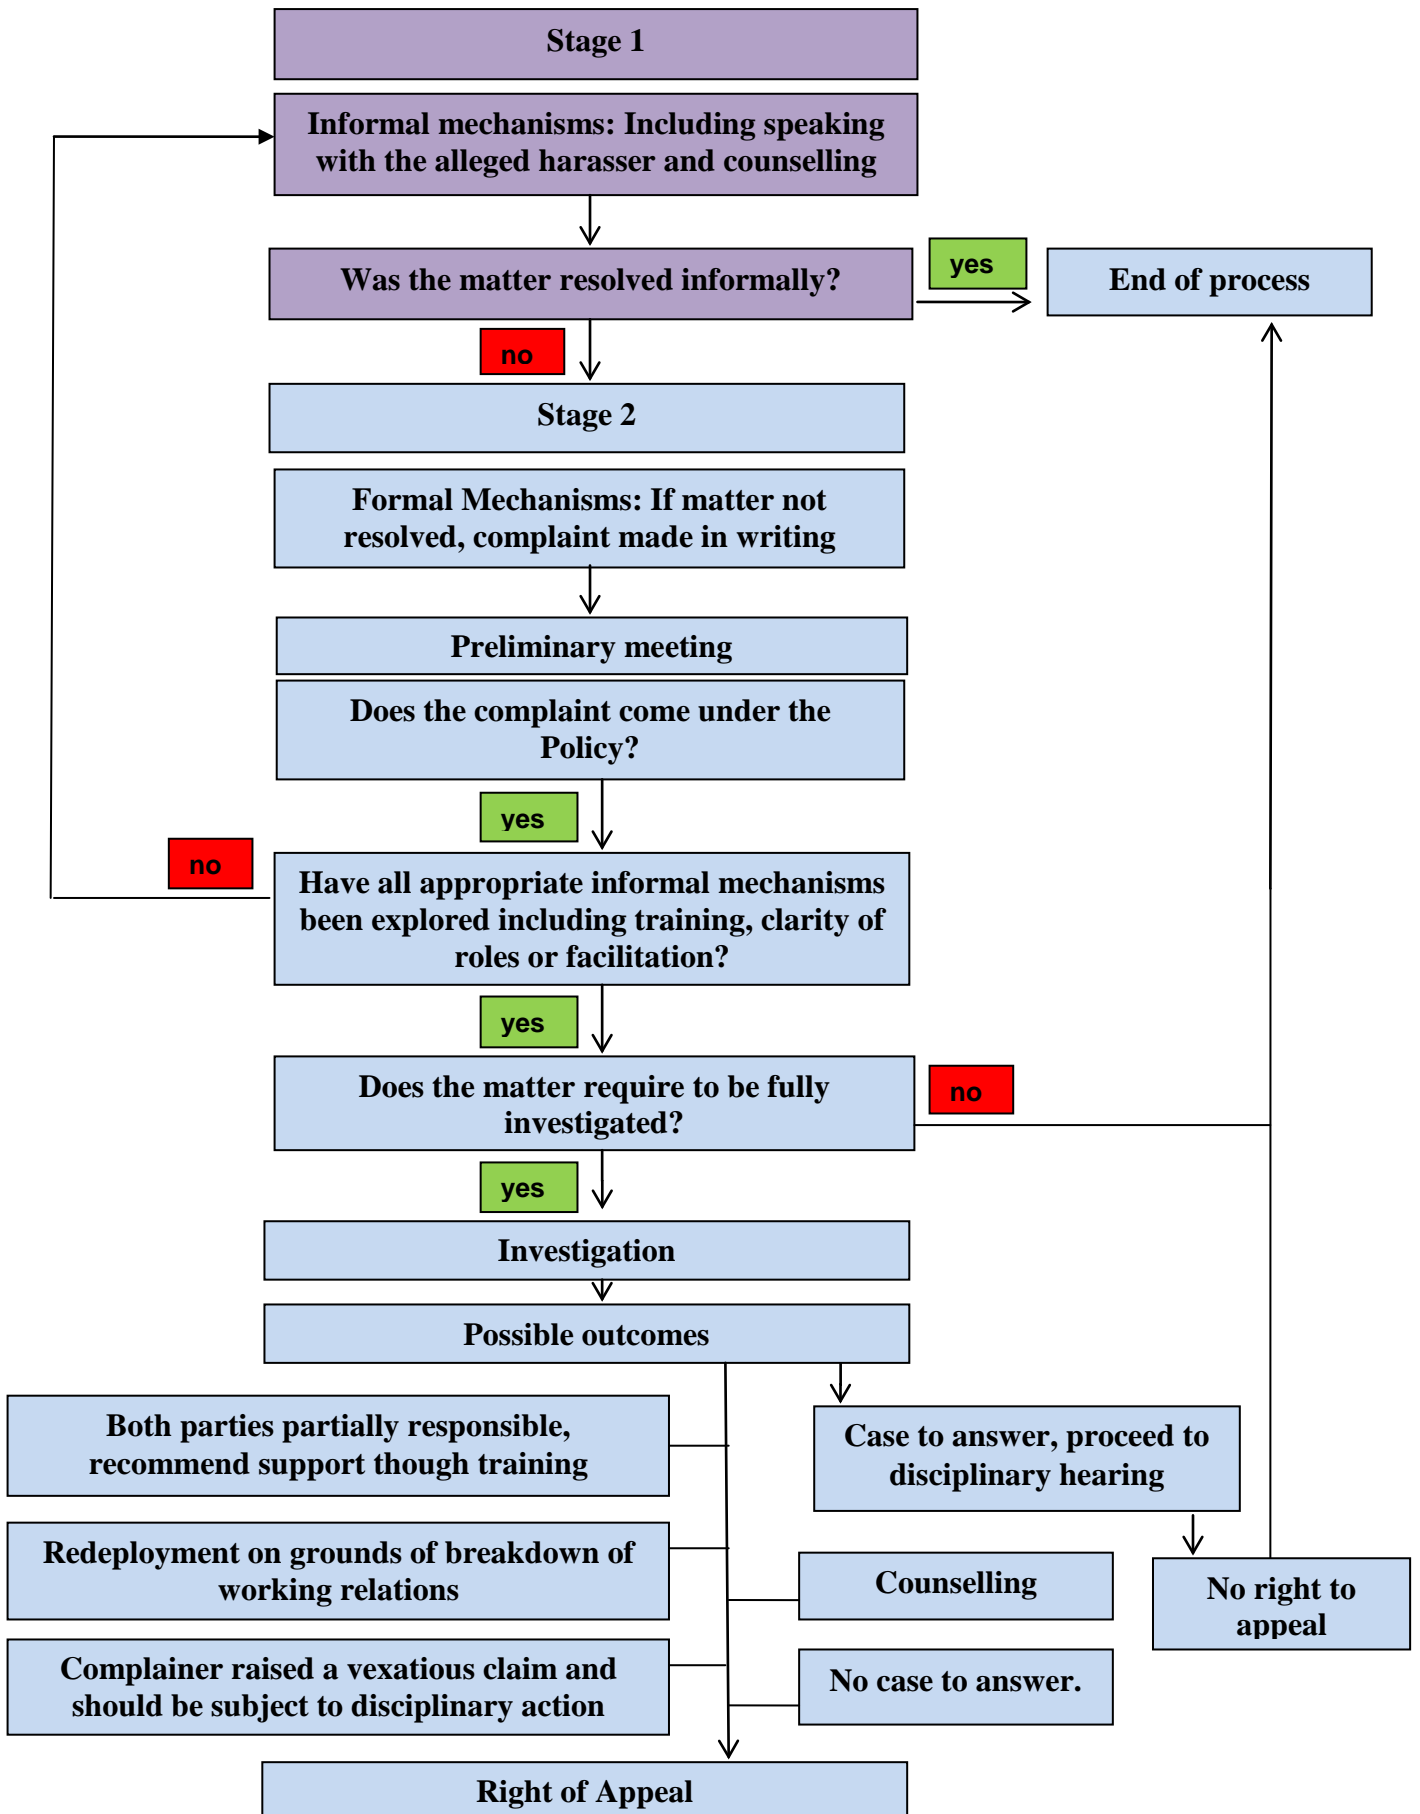 Stage 1
Informal mechanisms: Including speaking
with the alleged harasser and counselling
Was the matter resolved informally?
yes
End of process
no
Stage 2
Formal Mechanisms: If matter not
resolved, complaint made in writing
Preliminary meeting
Does the complaint come under the
Policy?
yes
no
Have all appropriate informal mechanisms
been explored including training, clarity of
roles or facilitation?
yes
Does the matter require to be fully
investigated?
no
yes
Investigation
Possible outcomes
Both parties partially responsible,
recommend support though training
Case to answer, proceed to
disciplinary hearing
Redeployment on grounds of breakdown of
working relations
Counselling
No right to
appeal
Complainer raised a vexatious claim and
should be subject to disciplinary action
No case to answer.
Right of Appeal